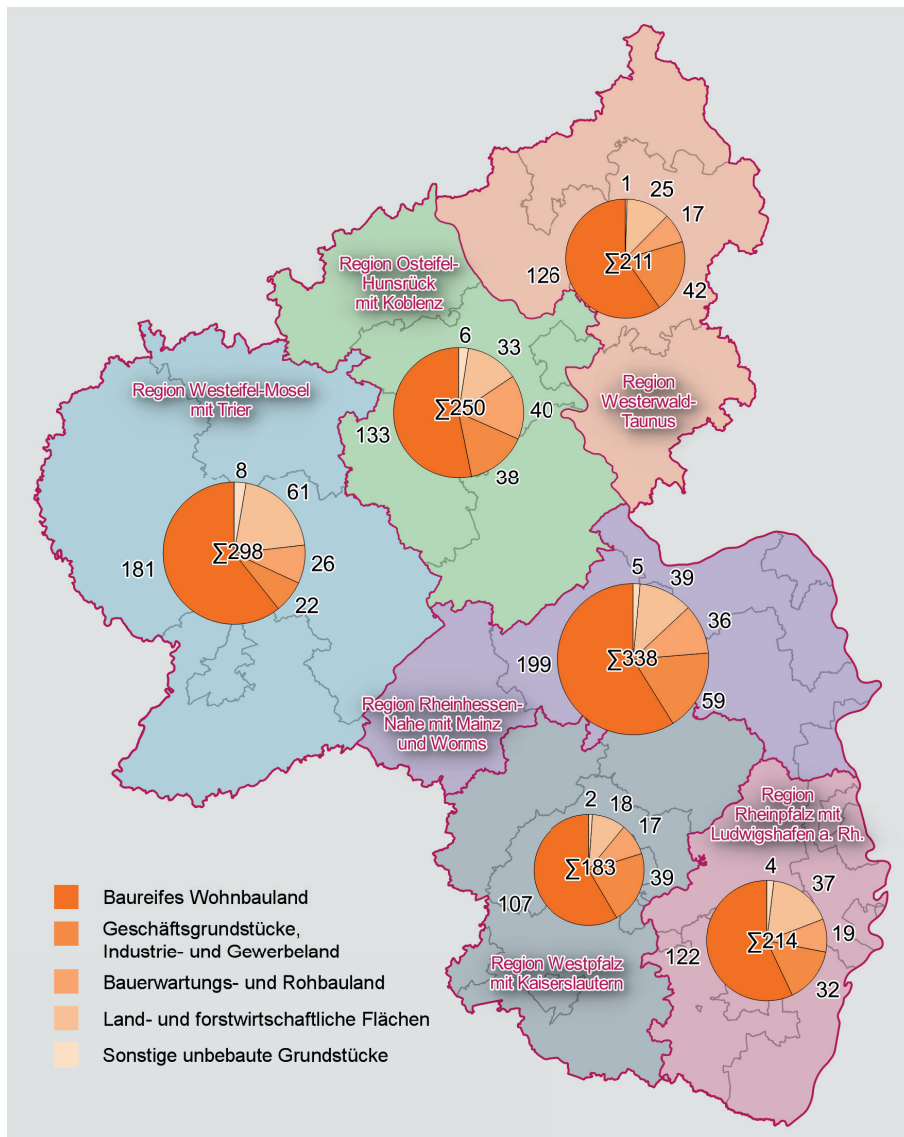 1
25
17
∑211
126
42
Region Osteifel-
Hunsrück
mit Koblenz
6
33
∑250
40
133
38
Region
Westerwald-
Taunus
Region Westeifel-Mosel
mit Trier
8
61
∑298
181
26
22
5
39
36
∑338
199
59
Region Rheinhessen-
Nahe mit Mainz
und Worms
2
18
17
∑183
39
107
Region Westpfalz
mit Kaiserslautern
Region
Rheinpfalz mit
Ludwigshafen a. Rh.
4
37
19
∑214
122
32
Baureifes Wohnbauland
Geschäftsgrundstücke,
Industrie- und Gewerbeland
Bauerwartungs- und Rohbauland
Land- und forstwirtschaftliche Flächen
Sonstige unbebaute Grundstücke